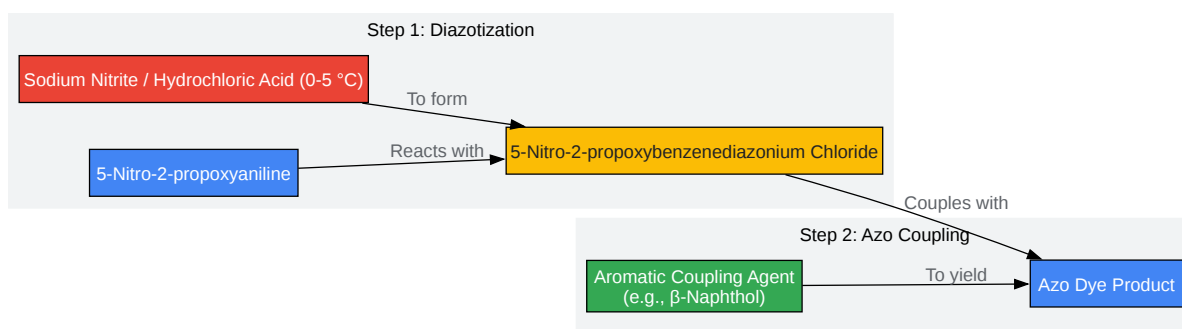 Step 1: Diazotization
Sodium Nitrite / Hydrochloric Acid (0-5 °C)
To form
5-Nitro-2-propoxyaniline
Reacts with
5-Nitro-2-propoxybenzenediazonium Chloride
Couples with
Step 2: Azo Coupling
Aromatic Coupling Agent
(e.g., β-Naphthol)
To yield
Azo Dye Product